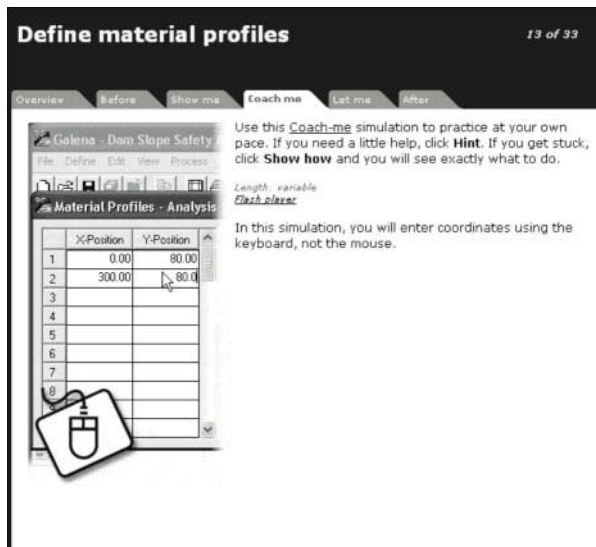 Define material profiles
13 of 33
Overview Before Show me Coach me Let me After
Use this Coach-me simulation to practice at your own
pace. If you need a little help, click Hint. If you get stuck,
click Show how and you will see exactly what to do.
Length: variable
Flash player
In this simulation, you will enter coordinates using the
keyboard, not the mouse.
Galena - Dam Slope Safety
File Define Edit View Process
Material Profiles - Analysis
X-Position Y-Position
1 0.00 80.00
2 300.00 80.0
3
4
5
6
7
8